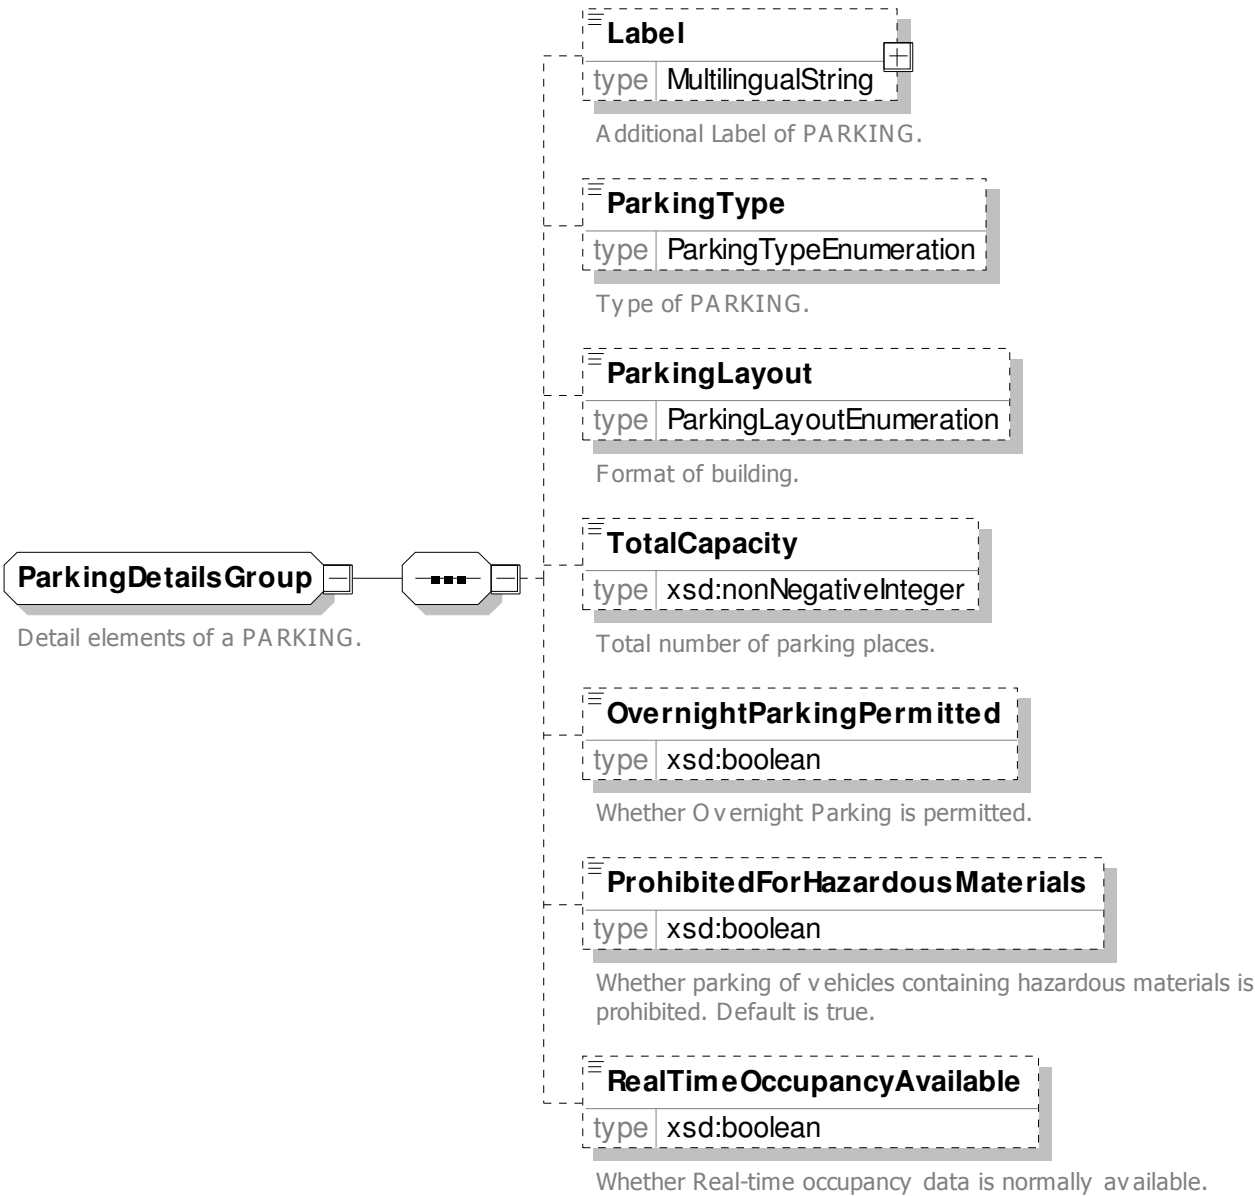 Label
type MultilingualString
Additional Label of PARKING.
ParkingType
type ParkingTypeEnumeration
Type of PARKING.
ParkingLayout
type ParkingLayoutEnumeration
Format of building.
ParkingDetailsGroup
Detail elements of a PARKING.
TotalCapacity
type xsd:nonNegativeInteger
Total number of parking places.
OvernightParkingPermitted
type xsd:boolean
Whether Overnight Parking is permitted.
ProhibitedForHazardousMaterials
type xsd:boolean
Whether parking of vehicles containing hazardous materials is
prohibited. Default is true.
RealTimeOccupancyAvailable
type xsd:boolean
Whether Real-time occupancy data is normally available.